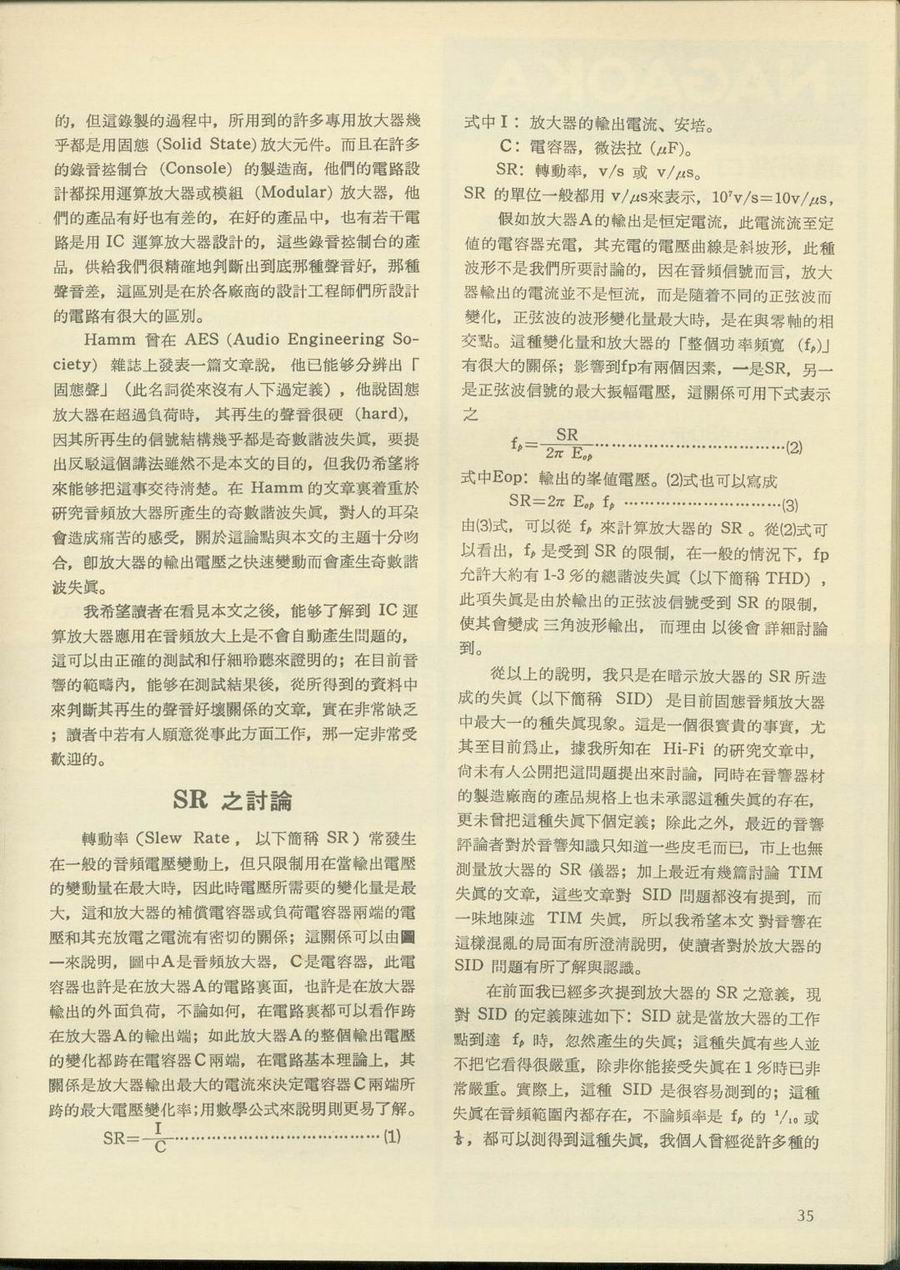 的，但這錄製的過程中，所用到的許多專用放大器幾
乎都是用固態 (Solid State) 放大元件。而且在許多
的錄音控制台 (Console) 的製造商，他們的電路設
計都採用運算放大器或模組 (Modular) 放大器，他
們的產品有好也有差的，在好的產品中，也有若干電
路是用 IC 運算放大器設計的，這些錄音控制台的產
品，供給我們很精確地判斷出到底那種聲音好，那種
聲音差，這區別是在於各廠商的設計工程師們所設計
的電路有很大的區別。
Hamm 曾在 AES (Audio Engineering So-
ciety) 雜誌上發表一篇文章說，他已能够分辨出「
固態聲」（此名詞從來沒有人下過定義），他說固態
放大器在超過負荷時，其再生的聲音很硬 (hard),
因其所再生的信號結構幾乎都是奇數諧波失眞，要提
出反駁這個講法雖然不是本文的目的，但我仍希望將
來能够把這事交待清楚。在 Hamm 的文章裏着重於
研究音頻放大器所產生的奇數諧波失眞，對人的耳朶
會造成痛苦的感受，關於這論點與本文的主題十分吻
合，卽放大器的輸出電壓之快速變動而會產生奇數諧
波失眞。
我希望讀者在看見本文之後，能够了解到 IC 運
算放大器應用在音頻放大上是不會自動產生問題的，
這可以由正確的測試和仔細聆聽來證明的；在目前音
響的範疇內，能够在測試結果後，從所得到的資料中
來判斷其再生的聲音好壞關係的文章，實在非常缺乏
；讀者中若有人願意從事此方面工作，那一定非常受
歡迎的。
SR 之討論
轉動率 (Slew Rate ，以下簡稱 SR ) 常發生
在一般的音頻電壓變動上，但只限制用在當輸出電壓
的變動量在最大時，因此時電壓所需要的變化量是最
大，這和放大器的補償電容器或負荷電容器兩端的電
壓和其充放電之電流有密切的關係；這關係可以由圖
一來說明，圖中A是音頻放大器，C是電容器，此電
容器也許是在放大器A的電路裏面，也許是在放大器
輸出的外面負荷，不論如何，在電路裏都可以看作跨
在放大器A的輸出端；如此放大器A的整個輸出電壓
的變化都跨在電容器C兩端，在電路基本理論上，其
關係是放大器輸出最大的電流來決定電容器C兩端所
跨的最大電壓變化率；用數學公式來說明則更易了解。
SR=I/C……………………………………(1)
式中 I ：放大器的輸出電流、安培。
C：電容器，微法拉 (μF)。
SR：轉動率，v/s 或 v/μs。
SR 的單位一般都用 v/μs來表示，10⁷v/s=10v/μs，
假如放大器A的輸出是恒定電流，此電流流至定
值的電容器充電，其充電的電壓曲線是斜坡形，此種
波形不是我們所要討論的，因在音頻信號而言，放大
器輸出的電流並不是恒流，而是隨着不同的正弦波而
變化，正弦波的波形變化量最大時，是在與零軸的相
交點。這種變化量和放大器的「整個功率頻寬 (fₚ)」
有很大的關係；影響到fp有兩個因素，一是SR，另一
是正弦波信號的最大振幅電壓，這關係可用下式表示
之
fₚ=SR/2π Eₒₚ……………………………………(2)
式中Eop：輸出的峯值電壓。(2)式也可以寫成
SR=2π Eₒₚ fₚ ……………………………(3)
由(3)式，可以從 fₚ 來計算放大器的 SR 。從(2)式可
以看出，fₚ 是受到 SR 的限制，在一般的情況下，fp
允許大約有 1-3 %的總諧波失眞（以下簡稱 THD），
此項失眞是由於輸出的正弦波信號受到 SR 的限制，
使其會變成三角波形輸出，而理由以後會詳細討論
到。
從以上的說明，我只是在暗示放大器的 SR 所造
成的失眞（以下簡稱 SID）是目前固態音頻放大器
中最大一的種失眞現象。這是一個很寳貴的事實，尤
其至目前爲止，據我所知在 Hi-Fi 的研究文章中，
尙未有人公開把這問題提出來討論，同時在音響器材
的製造廠商的產品規格上也未承認這種失眞的存在，
更未曾把這種失眞下個定義；除此之外，最近的音響
評論者對於音響知識只知道一些皮毛而已，市上也無
測量放大器的 SR 儀器；加上最近有幾篇討論 TIM
失眞的文章，這些文章對 SID 問題都沒有提到，而
一味地陳述 TIM 失眞，所以我希望本文對音響在
這樣混亂的局面有所澄清說明，使讀者對於放大器的
SID 問題有所了解與認識。
在前面我已經多次提到放大器的 SR 之意義，現
對 SID 的定義陳述如下：SID 就是當放大器的工作
點到達 fₚ 時，忽然產生的失眞；這種失眞有些人並
不把它看得很嚴重，除非你能接受失眞在 1 %時已非
常嚴重。實際上，這種 SID 是很容易測到的；這種
失眞在音頻範圍內都存在，不論頻率是 fₚ 的 1/10 或
，都可以測得到這種失眞，我個人曾經從許多種的
35